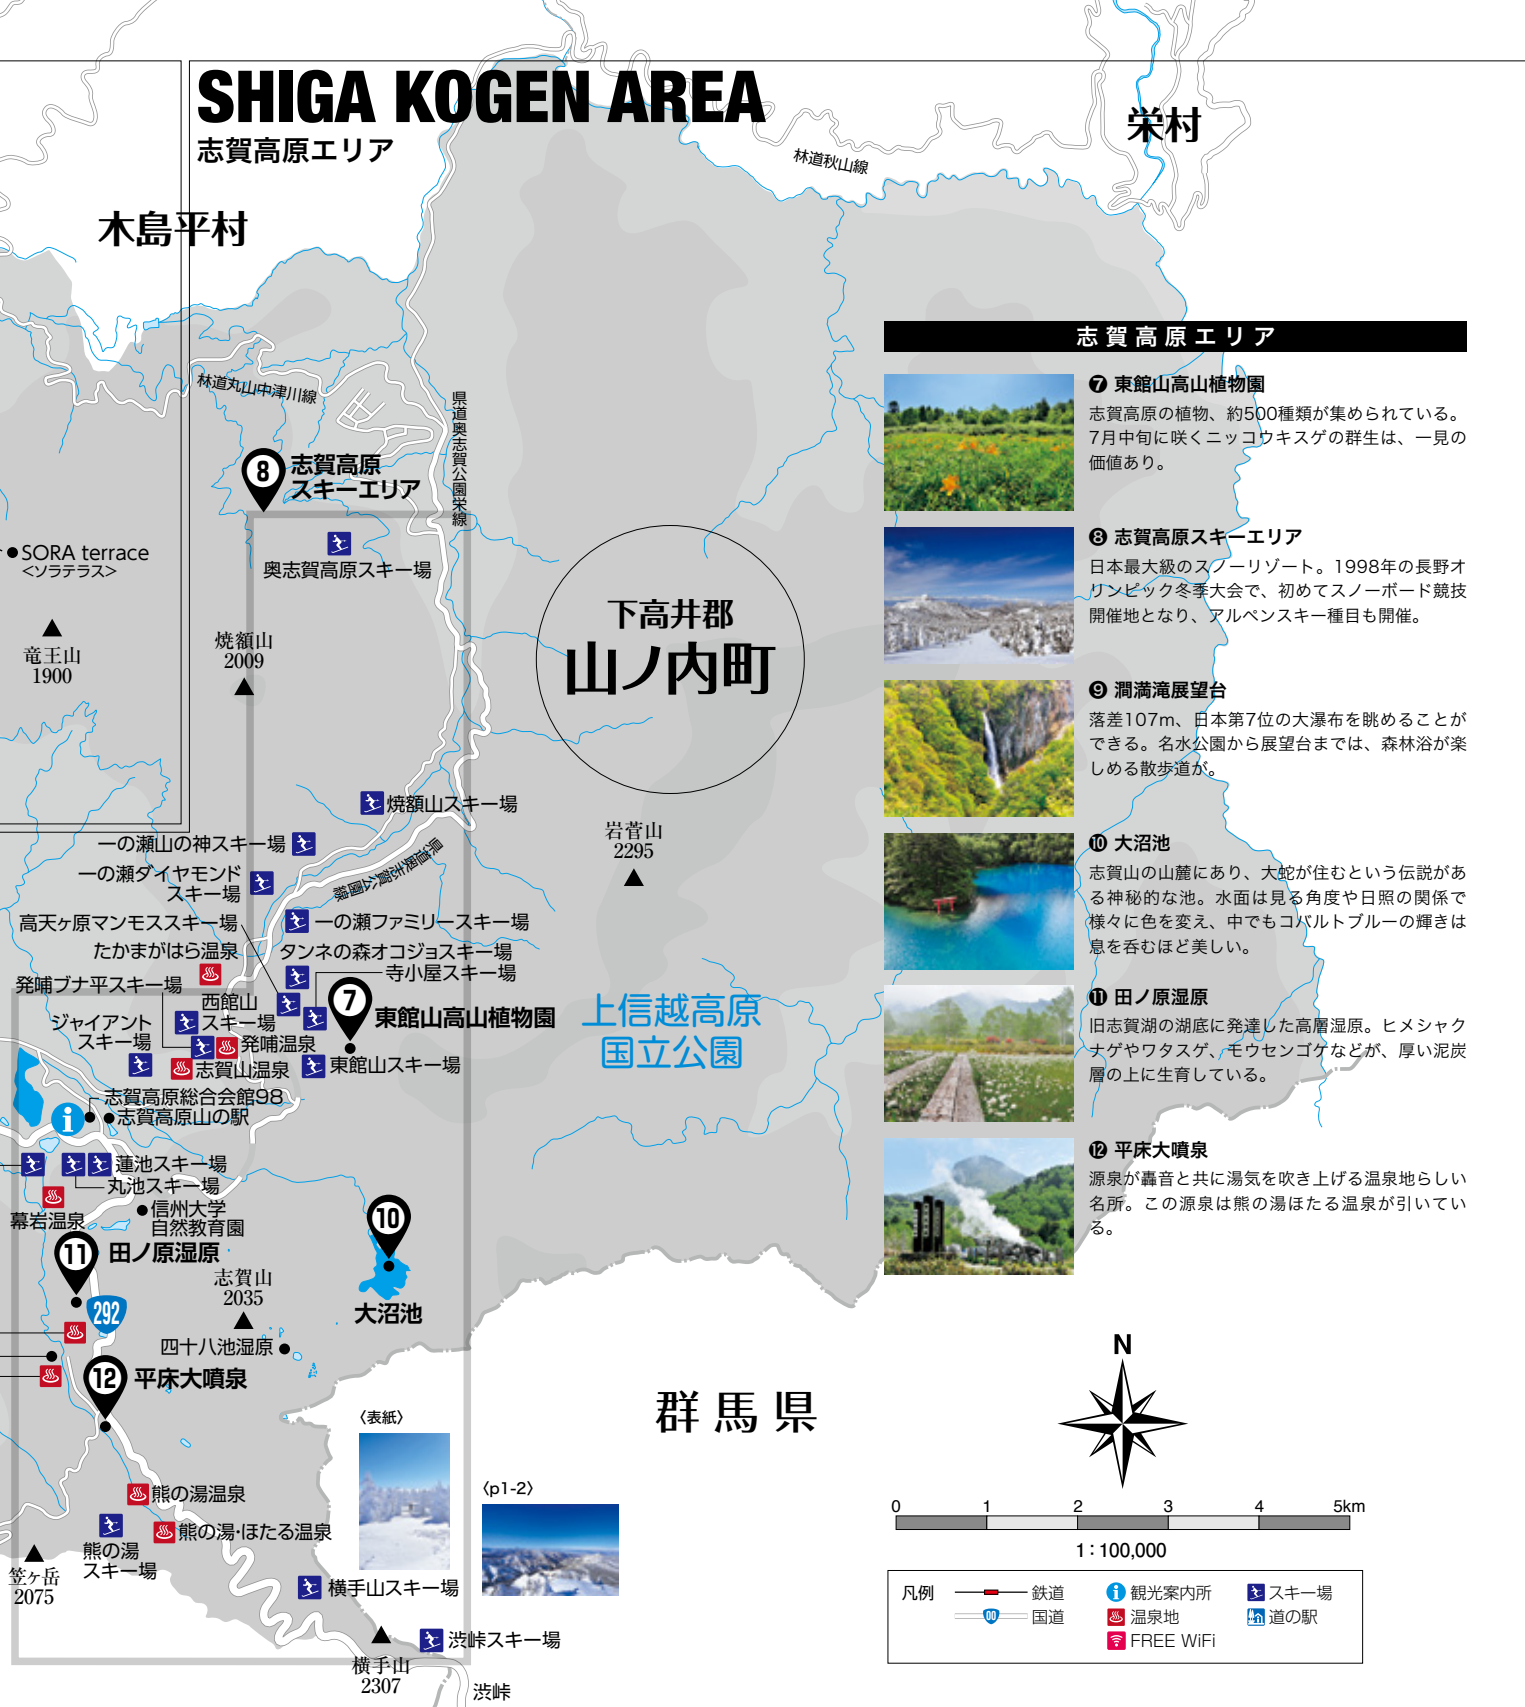 SHIGA KOGEN AREA
志賀高原エリア
栄村
林道秋山線
木島平村
林道丸山中津川線
県道奥志賀公園栄線
8
志賀高原
スキーエリア
奥志賀高原スキー場
SORA terrace
<ソラテラス>
竜王山
1900
焼額山
2009
下高井郡
山ノ内町
焼額山スキー場
岩菅山
2295
一の瀬山の神スキー場
県道奥志賀公園線
一の瀬ダイヤモンド
スキー場
高天ヶ原マンモススキー場
一の瀬ファミリースキー場
たかまがはら温泉
タンネの森オコジョスキー場
寺小屋スキー場
発哺ブナ平スキー場
西館山
スキー場
7
東館山高山植物園
ジャイアント
スキー場
発哺温泉
志賀山温泉
東館山スキー場
上信越高原
国立公園
志賀高原総合会館98
志賀高原山の駅
i
蓮池スキー場
丸池スキー場
信州大学
自然教育園
幕岩温泉
11
田ノ原湿原
10
大沼池
292
志賀山
2035
四十八池湿原
12
平床大噴泉
群馬県
〈表紙〉
〈p1-2〉
熊の湯温泉
熊の湯・ほたる温泉
熊の湯
スキー場
笠ヶ岳
2075
横手山スキー場
渋峠スキー場
横手山
2307
渋峠
志賀高原エリア
❼ 東館山高山植物園
志賀高原の植物、約500種類が集められている。
7月中旬に咲くニッコウキスゲの群生は、一見の
価値あり。
❽ 志賀高原スキーエリア
日本最大級のスノーリゾート。1998年の長野オ
リンピック冬季大会で、初めてスノーボード競技
開催地となり、アルペンスキー種目も開催。
❾ 澗満滝展望台
落差107m、日本第7位の大瀑布を眺めることが
できる。名水公園から展望台までは、森林浴が楽
しめる散歩道が。
❿ 大沼池
志賀山の山麓にあり、大蛇が住むという伝説があ
る神秘的な池。水面は見る角度や日照の関係で
様々に色を変え、中でもコバルトブルーの輝きは
息を呑むほど美しい。
⓫ 田ノ原湿原
旧志賀湖の湖底に発達した高層湿原。ヒメシャク
ナゲやワタスゲ、モウセンゴケなどが、厚い泥炭
層の上に生育している。
⓬ 平床大噴泉
源泉が轟音と共に湯気を吹き上げる温泉地らしい
名所。この源泉は熊の湯ほたる温泉が引いてい
る。
N
0 1 2 3 4 5km
1：100,000
凡例
鉄道
00 国道
i 観光案内所
温泉地
FREE WiFi
スキー場
道の駅